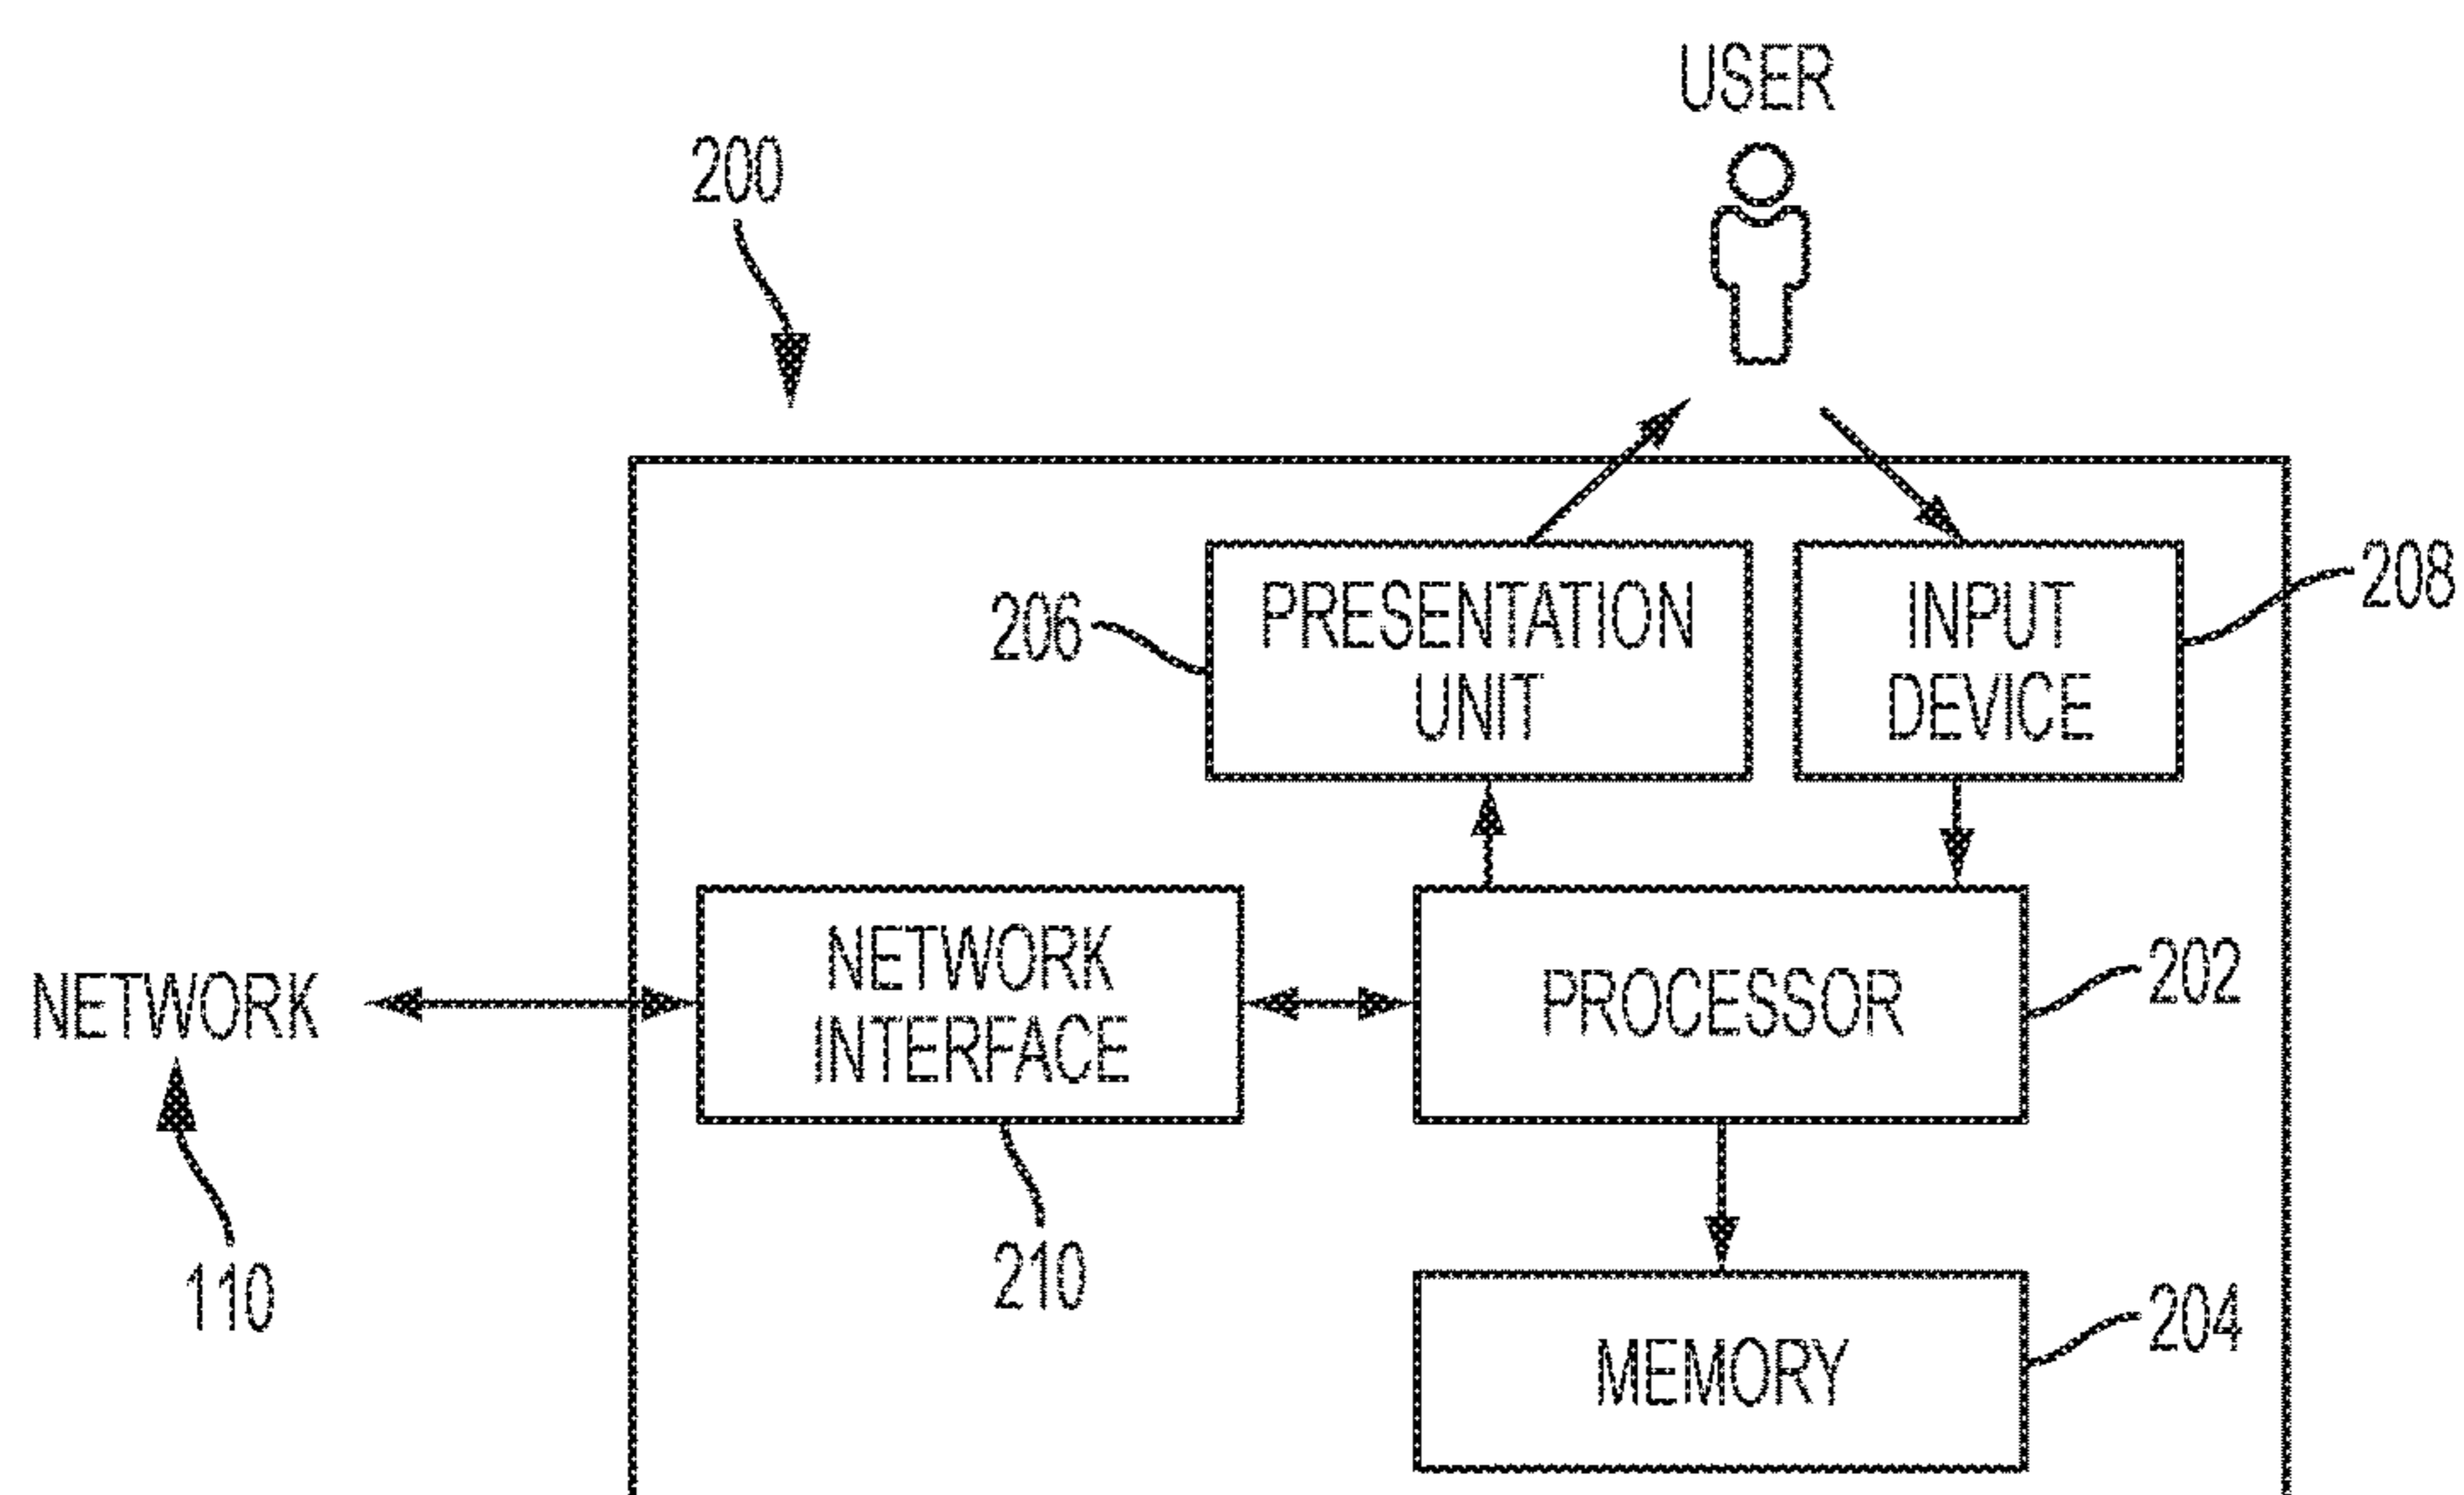 USER
200
PRESENTATION
UNIT
206
INPUT
DEVICE
208
NETWORK
INTERFACE
210
PROCESSOR
202
NETWORK
110
MEMORY
204